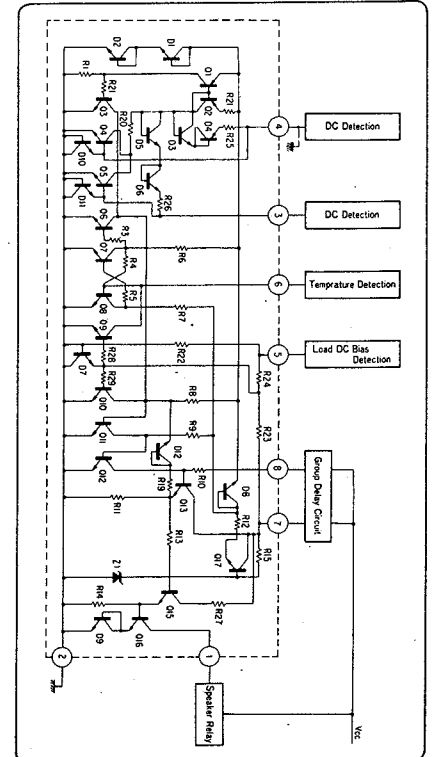 DC Detection
DC Detection
Temprature Detection
Load DC Bias
Detection
Group Delay Circuit
Speaker Relay
Vcc
4
3
6
5
8
7
1
2
D2
D1
R1
R21
Q1
Q2
R21
R25
Q3
R20
Q3
Q4
D5
D6
R26
Q4
D10
Q5
D11
Q6
R3
Q7
R4
R5
R6
Q8
R7
Q9
R28
R22
R24
D7
R29
R23
Q10
R8
Q11
R9
D12
Q12
R19
R10
R11
Q13
D6
R12
R13
Q17
R15
Z1
Q15
R27
R14
Q16
D9